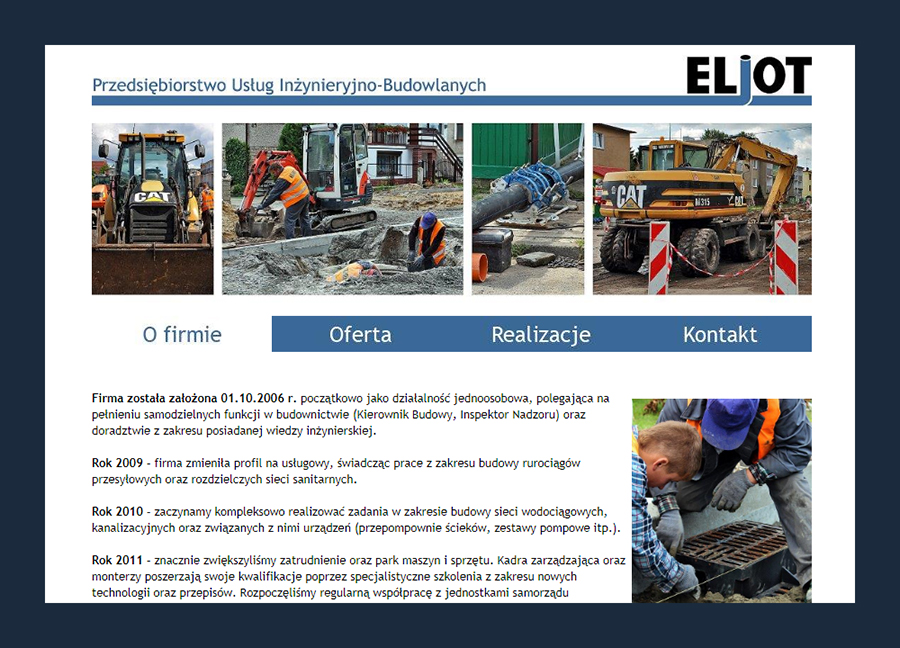 Przedsiębiorstwo Usług Inżynieryjno-Budowlanych
ELjOT
CAT
CAT
M315
CAT
O firmie
Oferta
Realizacje
Kontakt
Firma została założona 01.10.2006 r. początkowo jako działalność jednoosobowa, polegająca na
pełnieniu samodzielnych funkcji w budownictwie (Kierownik Budowy, Inspektor Nadzoru) oraz
doradztwie z zakresu posiadanej wiedzy inżynierskiej.
Rok 2009 - firma zmieniła profil na usługowy, świadcząc prace z zakresu budowy rurociągów
przesyłowych oraz rozdzielczych sieci sanitarnych.
Rok 2010 - zaczynamy kompleksowo realizować zadania w zakresie budowy sieci wodociągowych,
kanalizacyjnych oraz związanych z nimi urządzeń (przepompownie ścieków, zestawy pompowe itp.).
Rok 2011 - znacznie zwiększyliśmy zatrudnienie oraz park maszyn i sprzętu. Kadra zarządzająca oraz
monterzy poszerzają swoje kwalifikacje poprzez specjalistyczne szkolenia z zakresu nowych
technologii oraz przepisów. Rozpoczęliśmy regularną współpracę z jednostkami samorządu